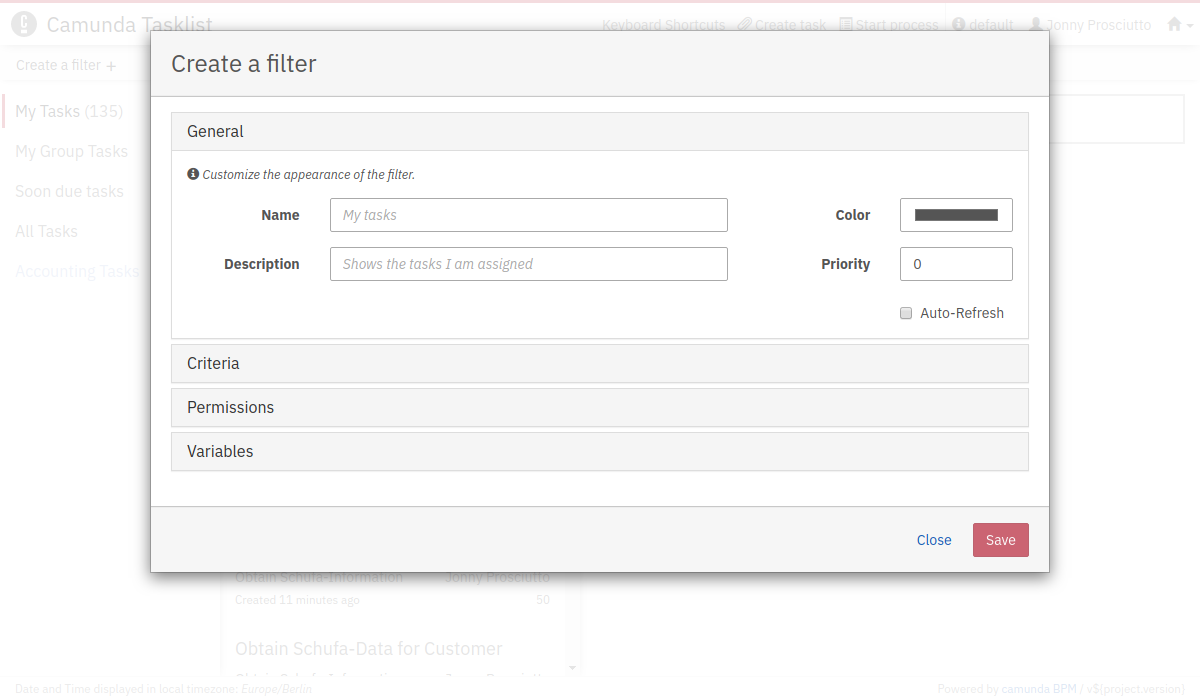 Camunda Tasklist
Keyboard Shortcuts Create task Start process default Jonny Prosciutto
Create a filter +
My Tasks (135)
My Group Tasks
Soon due tasks
All Tasks
Accounting Tasks
Create a filter
General
Customize the appearance of the filter.
Name My tasks Color
Description Shows the tasks I am assigned Priority 0
Auto-Refresh
Criteria
Permissions
Variables
Close Save
Obtain Schufa-Information Jonny Prosciutto
Created 11 minutes ago 50
Obtain Schufa-Data for Customer
Date and Time displayed in local timezone: Europe/Berlin
Powered by camunda BPM / v${project.version}